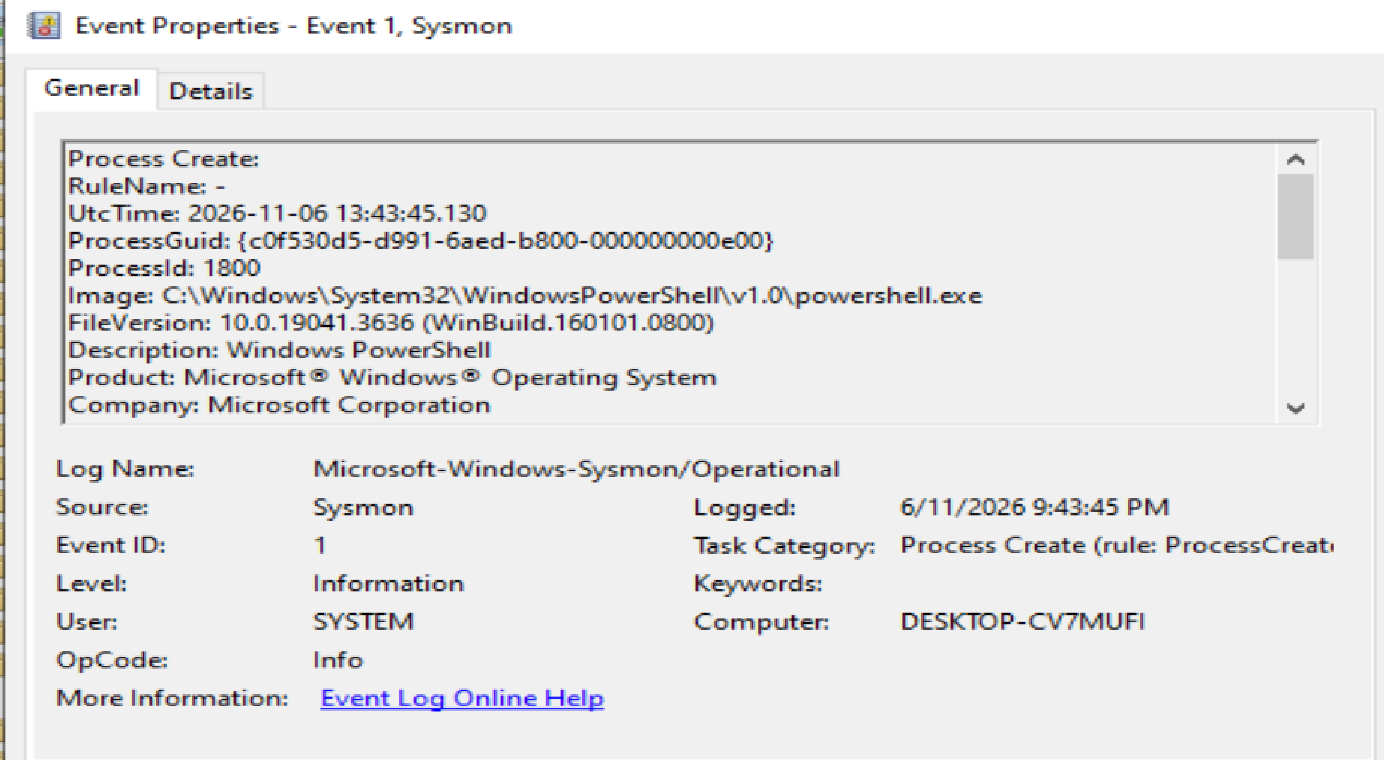 Event Properties - Event 1, Sysmon
General
Details
Process Create:
RuleName: -
UtcTime: 2026-11-06 13:43:45.130
ProcessGuid: {c0f530d5-d991-6aed-b800-000000000e00}
ProcessId: 1800
Image: C:\Windows\System32\WindowsPowerShell\v1.0\powershell.exe
FileVersion: 10.0.19041.3636 (WinBuild.160101.0800)
Description: Windows PowerShell
Product: Microsoft® Windows® Operating System
Company: Microsoft Corporation
Log Name: Microsoft-Windows-Sysmon/Operational
Source: Sysmon Logged: 6/11/2026 9:43:45 PM
Event ID: 1 Task Category: Process Create (rule: ProcessCreate
Level: Information Keywords:
User: SYSTEM Computer: DESKTOP-CV7MUFI
OpCode: Info
More Information: Event Log Online Help